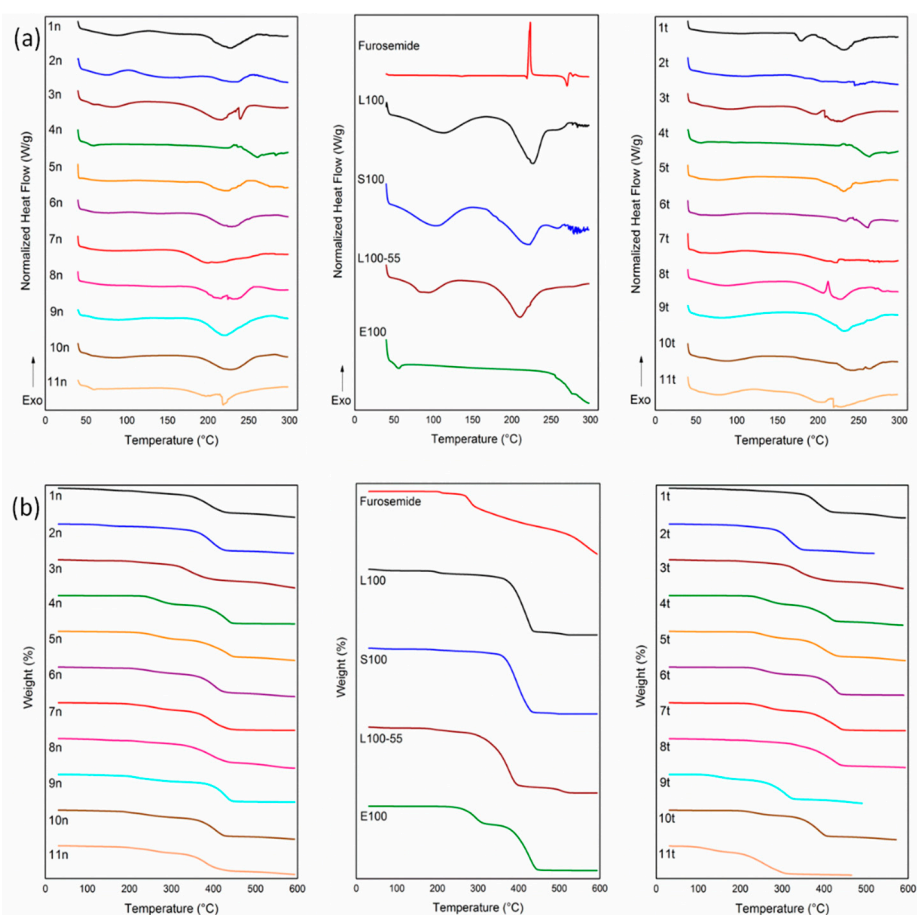 (a)
Normalized Heat Flow (W/g)
Exo
1n
2n
3n
4n
5n
6n
7n
8n
9n
10n
11n
0 50 100 150 200 250 300
Temperature (°C)
Normalized Heat Flow (W/g)
Exo
Furosemide
L100
S100
L100-55
E100
0 50 100 150 200 250 300
Temperature (°C)
Normalized Heat Flow (W/g)
Exo
1t
2t
3t
4t
5t
6t
7t
8t
9t
10t
11t
0 50 100 150 200 250 300
Temperature (°C)
(b)
Weight (%)
1n
2n
3n
4n
5n
6n
7n
8n
9n
10n
11n
0 100 200 300 400 500 600
Temperature (°C)
Weight (%)
Furosemide
L100
S100
L100-55
E100
0 100 200 300 400 500 600
Temperature (°C)
Weight (%)
1t
2t
3t
4t
5t
6t
7t
8t
9t
10t
11t
0 100 200 300 400 500 600
Temperature (°C)